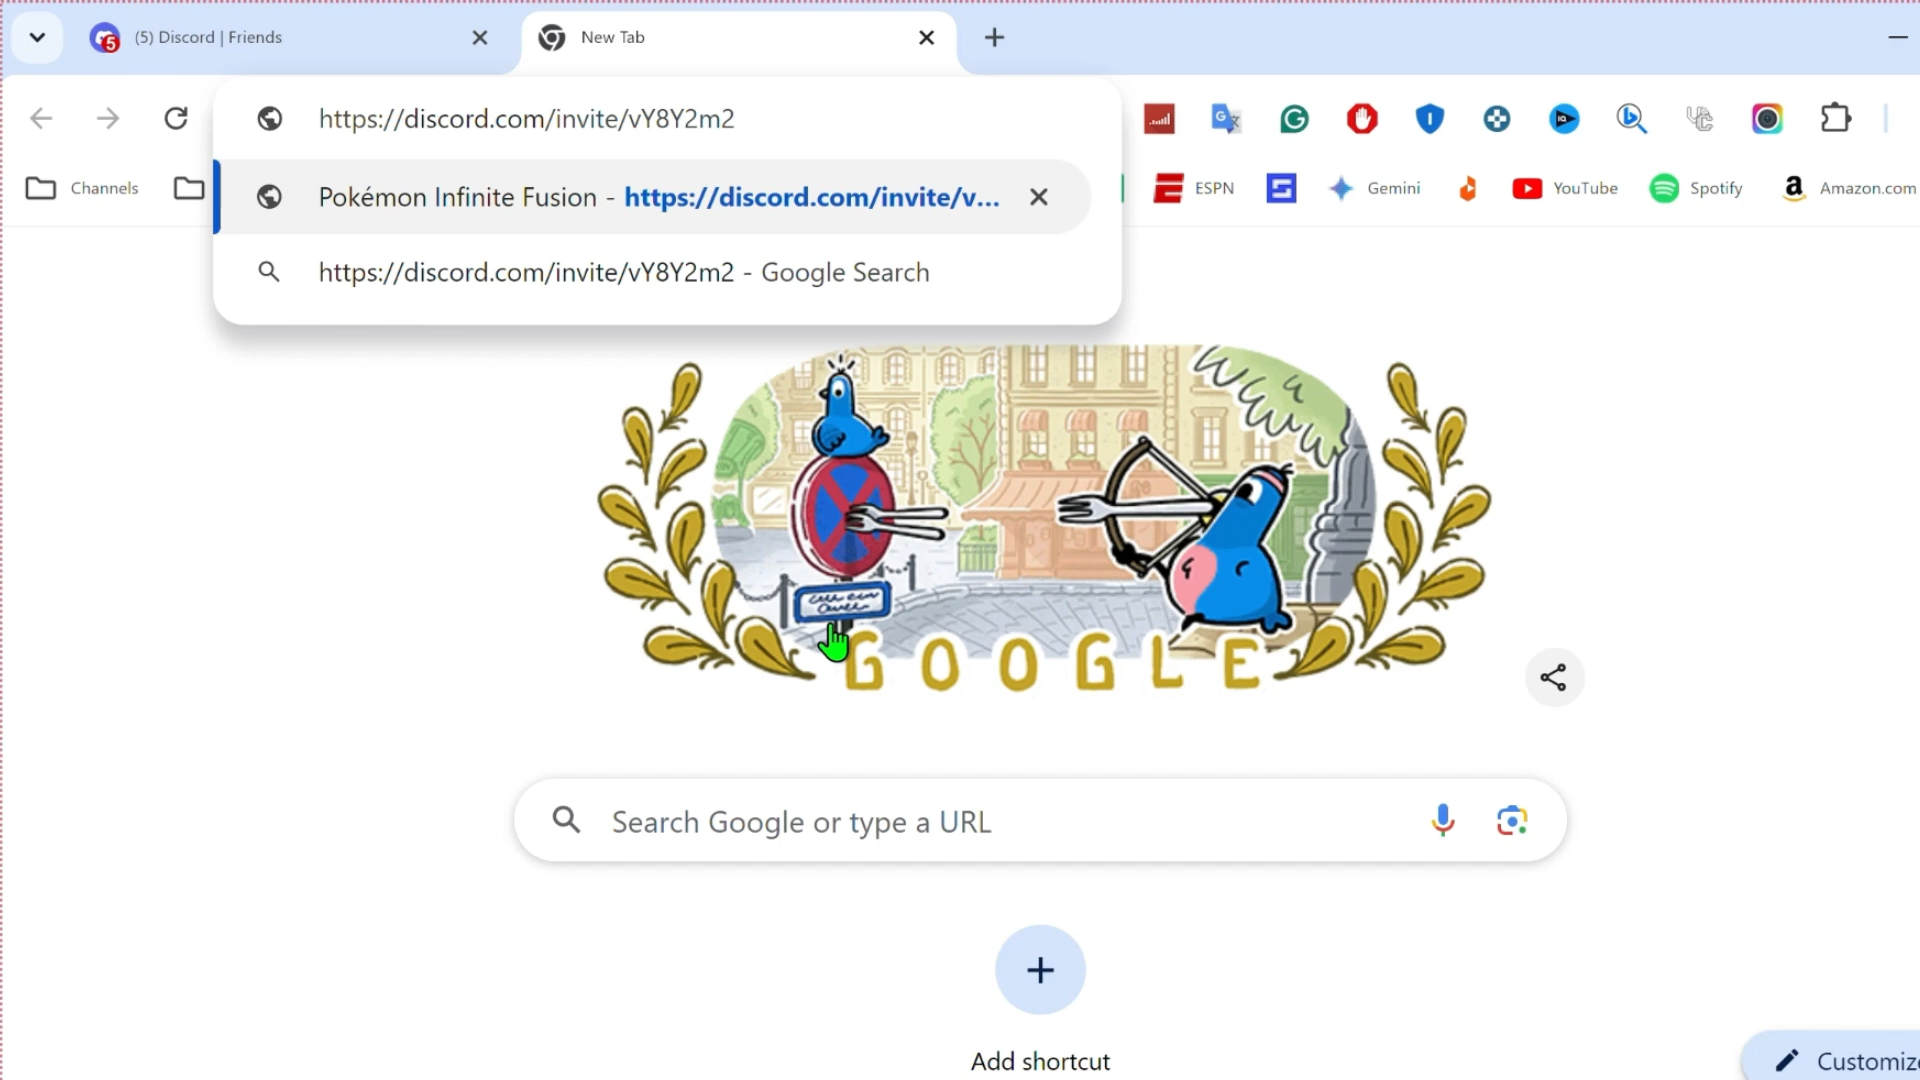 (5) Discord | Friends
New Tab
https://discord.com/invite/vY8Y2m2
Pokémon Infinite Fusion - https://discord.com/invite/v...
https://discord.com/invite/vY8Y2m2 - Google Search
Channels
ESPN
Gemini
YouTube
Spotify
Amazon.com
GOOGLE
Search Google or type a URL
Add shortcut
Customize